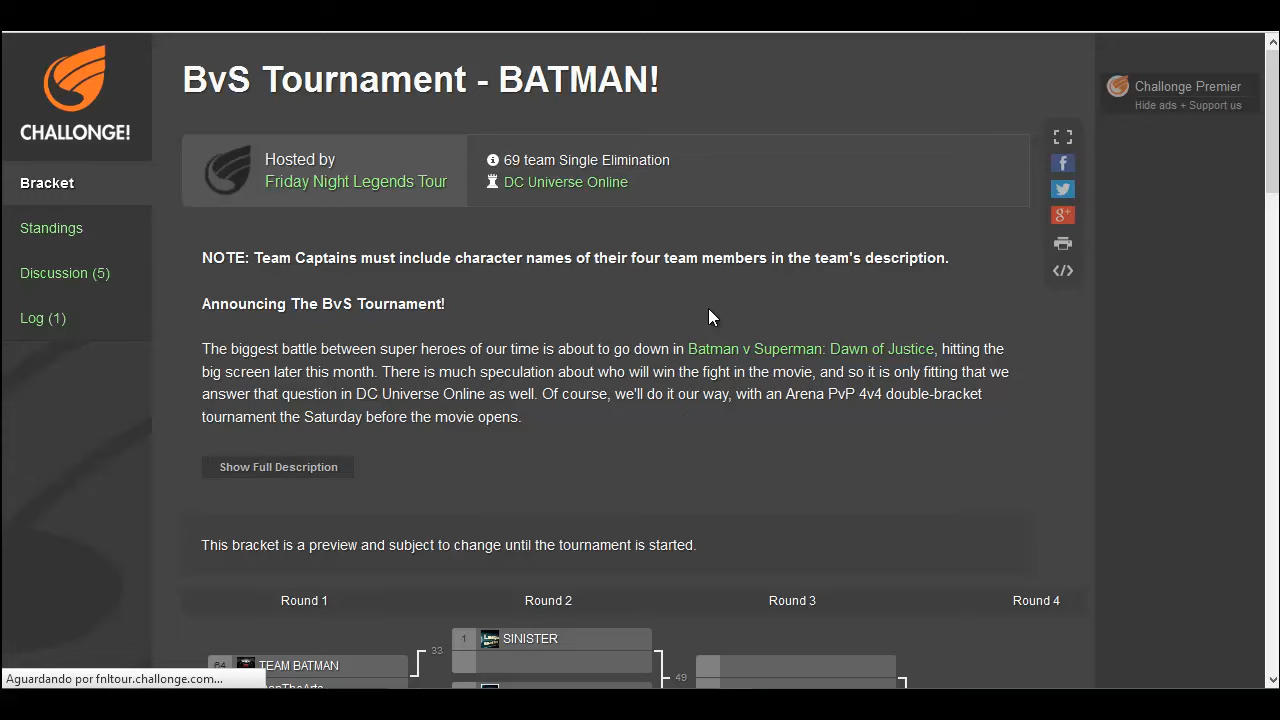 BvS Tournament - BATMAN!
Challonge Premier
Hide ads + Support us
CHALLONGE!
Hosted by
Friday Night Legends Tour
69 team Single Elimination
DC Universe Online
Bracket
Standings
Discussion (5)
Log (1)
NOTE: Team Captains must include character names of their four team members in the team's description.
Announcing The BvS Tournament!
The biggest battle between super heroes of our time is about to go down in Batman v Superman: Dawn of Justice, hitting the
big screen later this month. There is much speculation about who will win the fight in the movie, and so it is only fitting that we
answer that question in DC Universe Online as well. Of course, we'll do it our way, with an Arena PvP 4v4 double-bracket
tournament the Saturday before the movie opens.
Show Full Description
This bracket is a preview and subject to change until the tournament is started.
Round 1 Round 2 Round 3 Round 4
1 SINISTER
33
64 TEAM BATMAN
49
Aguardando por fnltour.challonge.com...